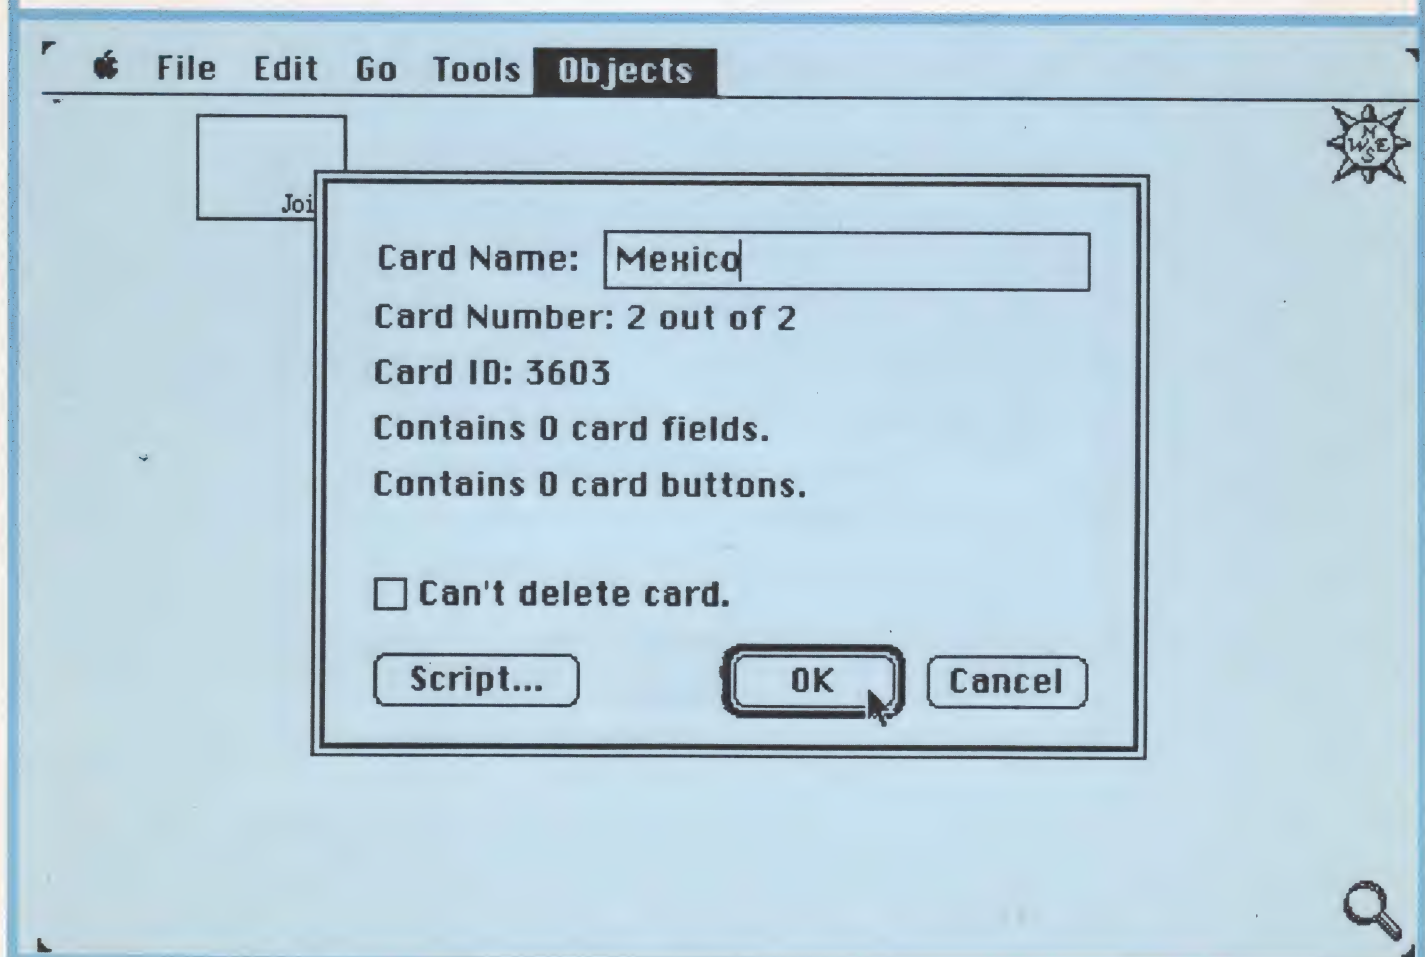 File Edit Go Tools Objects
N
W E
S
Joi
Card Name: Mexico
Card Number: 2 out of 2
Card ID: 3603
Contains 0 card fields.
Contains 0 card buttons.
Can't delete card.
Script... OK Cancel